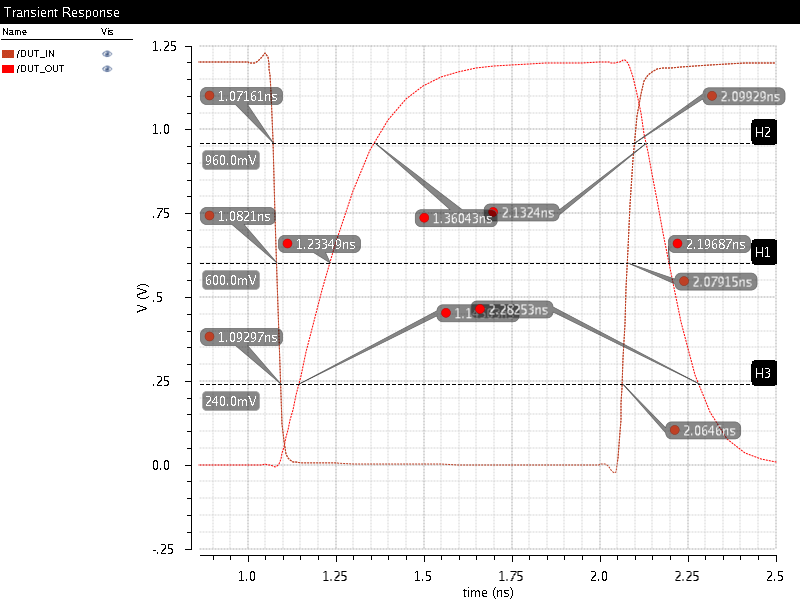 Transient Response
Name Vis
/DUT_IN
/DUT_OUT
1.25
1.0
.75
.5
.25
0.0
-.25
V (V)
1.07161ns
2.09929ns
H2
960.0mV
1.36043ns
2.1324ns
1.0821ns
1.23349ns
2.19687ns
H1
600.0mV
2.07915ns
2.28253ns
1.09297ns
H3
240.0mV
2.0646ns
1.0 1.25 1.5 1.75 2.0 2.25 2.5
time (ns)